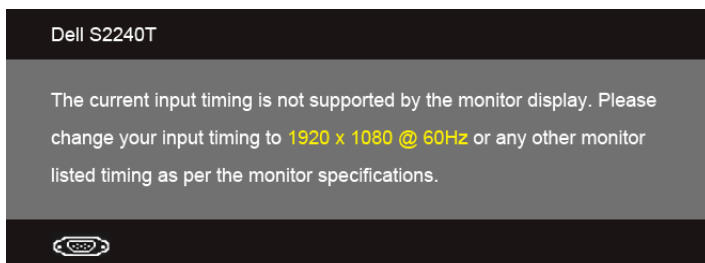 Dell S2240T
The current input timing is not supported by the monitor display. Please
change your input timing to 1920 x 1080 @ 60Hz or any other monitor
listed timing as per the monitor specifications.